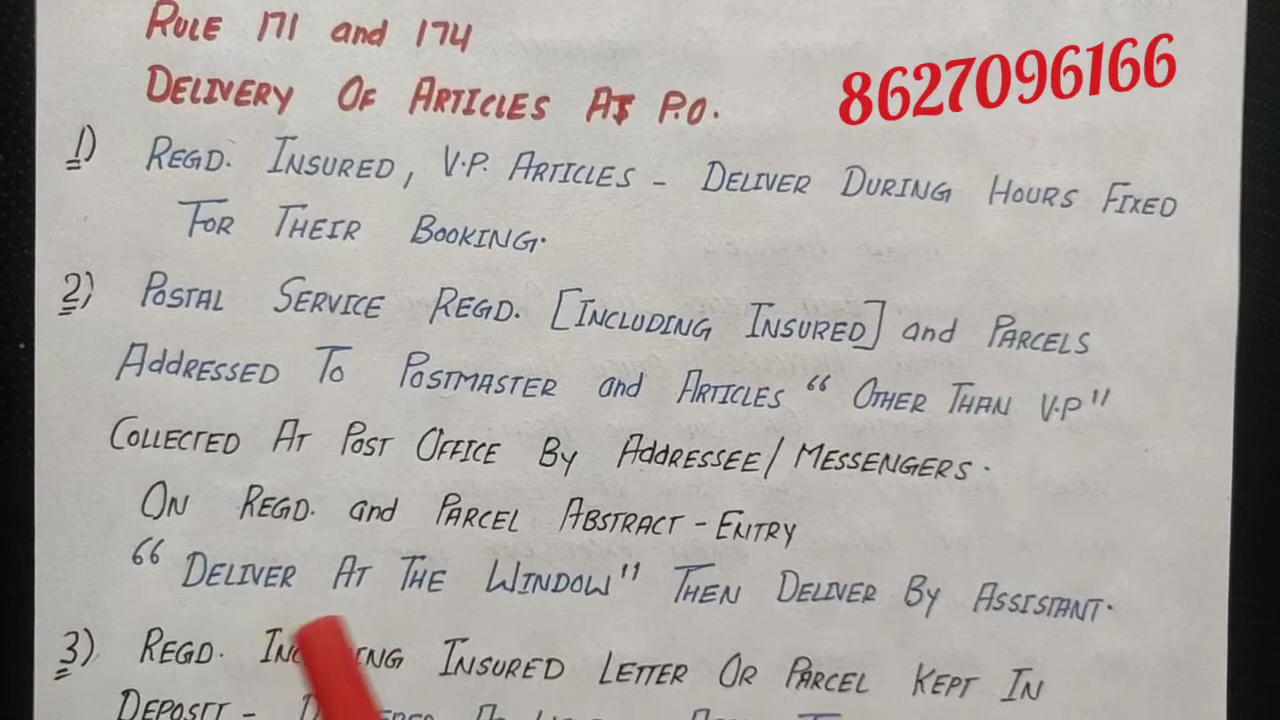 RULE 171 and 174
8627096166
DELIVERY OF ARTICLES AT P.O.
1) REGD. INSURED, V.P. ARTICLES - DELIVER DURING HOURS FIXED
FOR THEIR BOOKING.
2) POSTAL SERVICE REGD. [INCLUDING INSURED] and PARCELS
ADDRESSED TO POSTMASTER and ARTICLES "OTHER THAN V.P"
COLLECTED AT POST OFFICE BY ADDRESSEE/MESSENGERS.
ON REGD. and PARCEL ABSTRACT - ENTRY
"DELIVER AT THE WINDOW" THEN DELIVER BY ASSISTANT.
3) REGD. INSURED LETTER OR PARCEL KEPT IN
DEPOSIT -